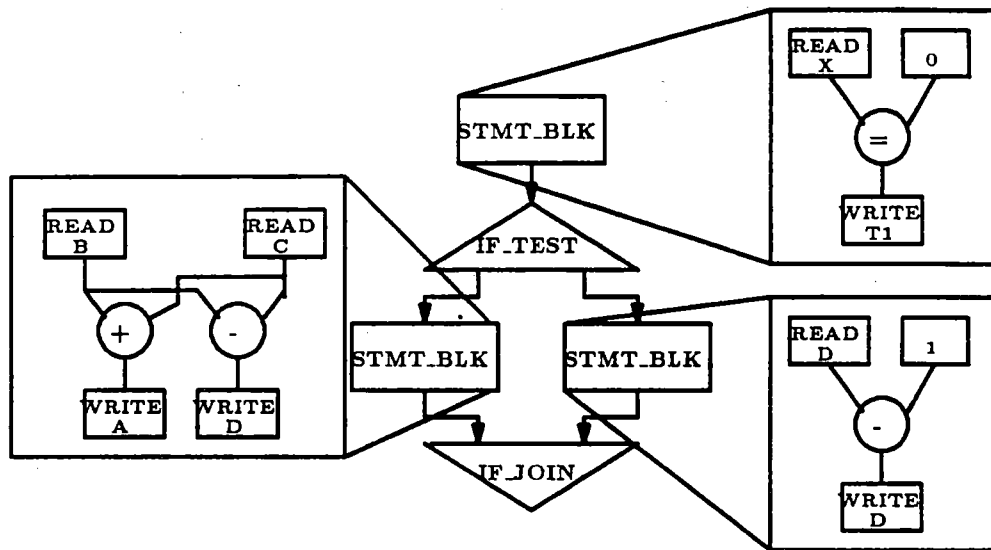 READ
X
0
=
WRITE
T1
STMT_BLK
IF_TEST
READ
B
READ
C
+
-
WRITE
A
WRITE
D
STMT_BLK
STMT_BLK
IF_JOIN
READ
D
1
-
WRITE
D